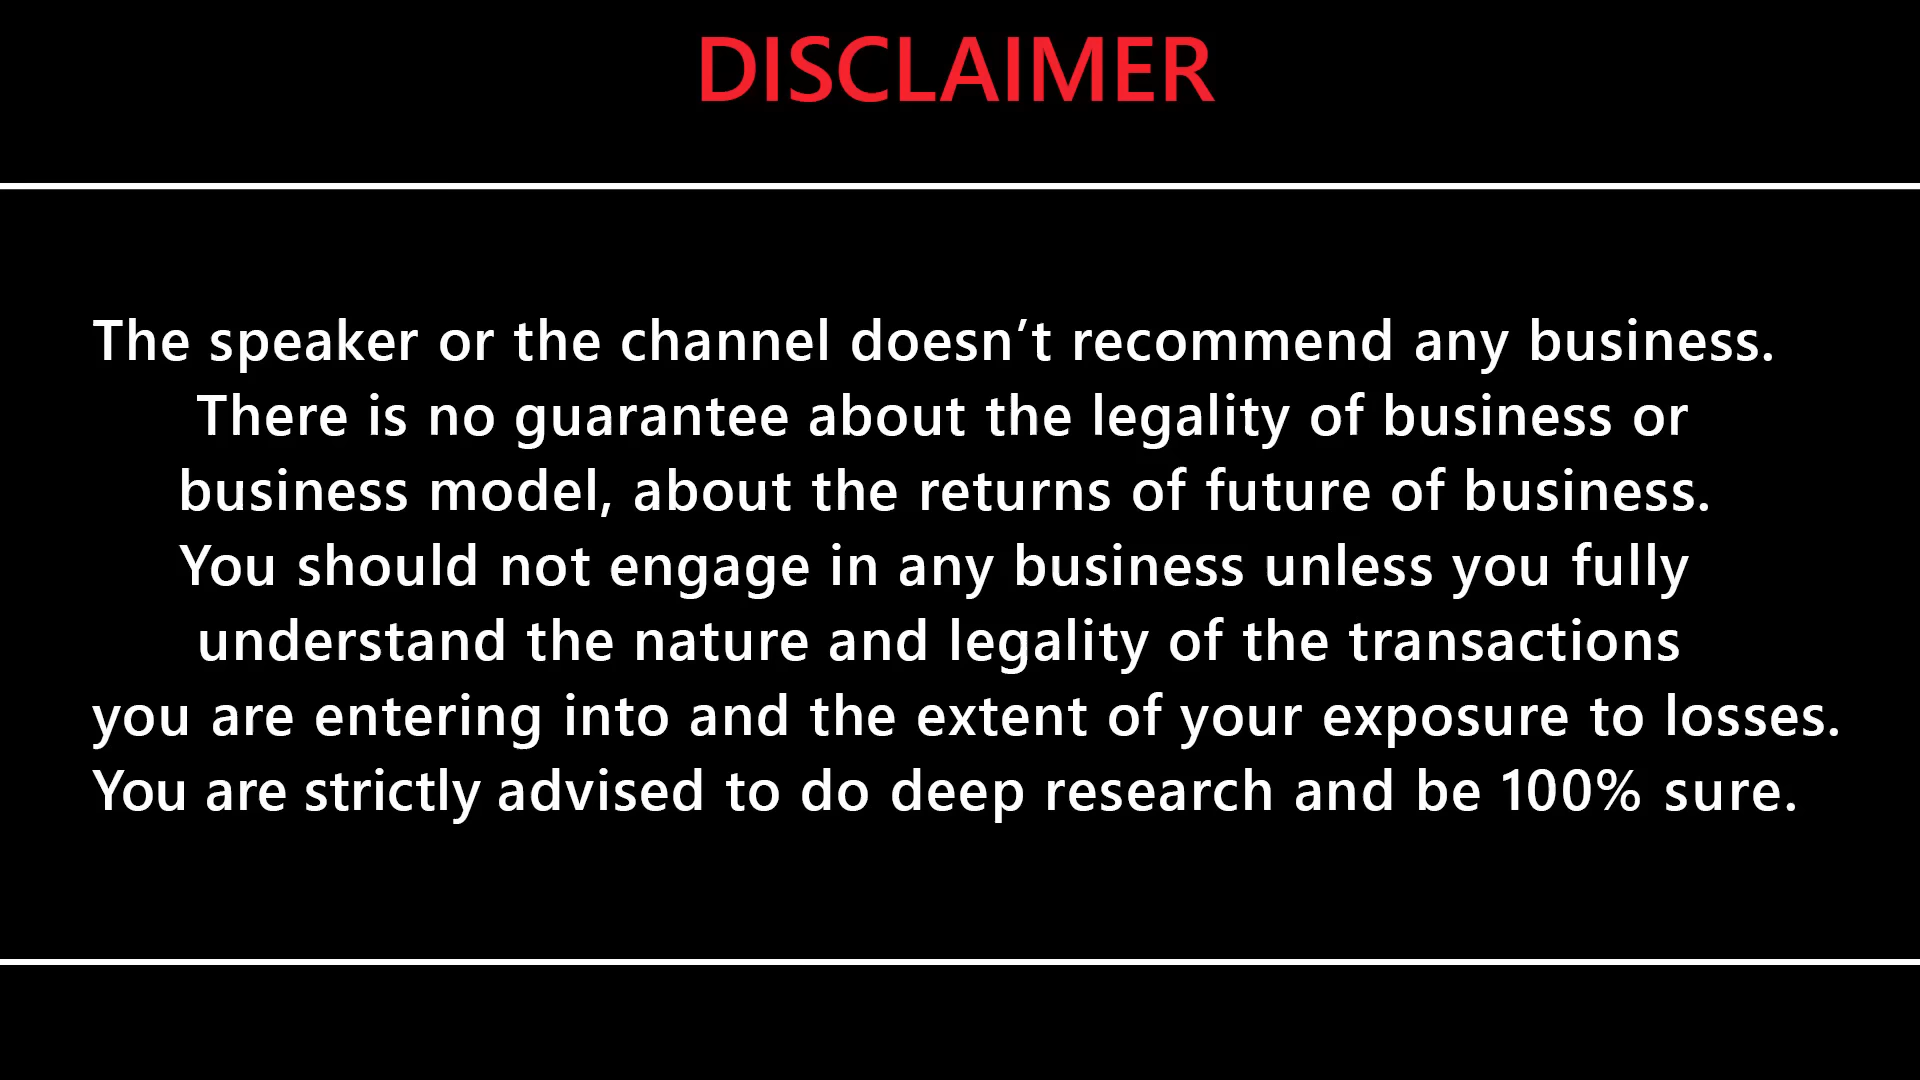 DISCLAIMER
The speaker or the channel doesn’t recommend any business.
There is no guarantee about the legality of business or
business model, about the returns of future of business.
You should not engage in any business unless you fully
understand the nature and legality of the transactions
you are entering into and the extent of your exposure to losses.
You are strictly advised to do deep research and be 100% sure.